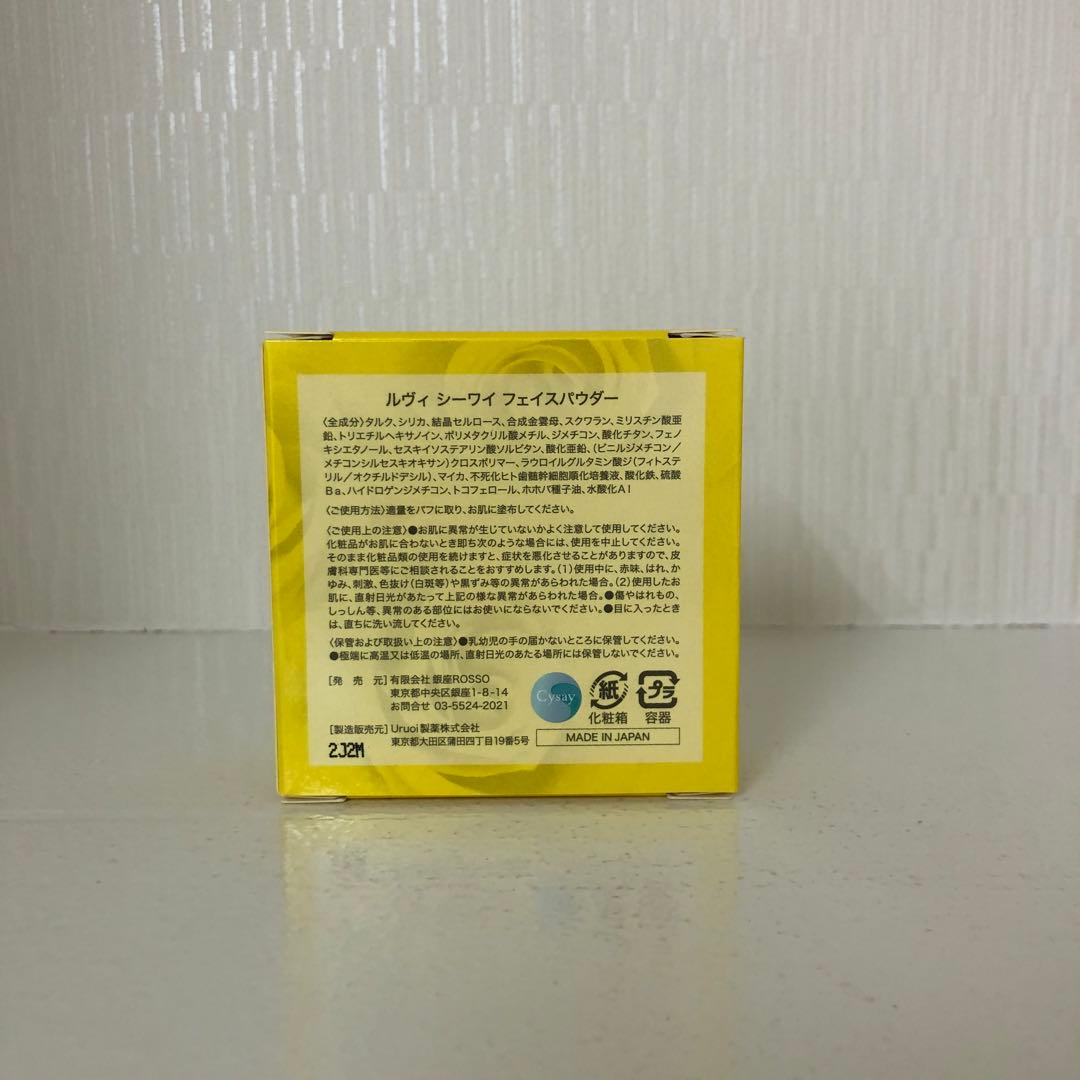 ルヴィ シーワイ フェイスパウダー
〈全成分〉タルク、シリカ、結晶セルロース、合成金雲母、スクワラン、ミリスチン酸亜
鉛、トリエチルヘキサノイン、ポリメタクリル酸メチル、ジメチコン、酸化チタン、フェノ
キシエタノール、セスキイソステアリン酸ソルビタン、酸化亜鉛、(ビニルジメチコン／
メチコンシルセスキオキサン)クロスポリマー、ラウロイルグルタミン酸ジ(フィトステ
リル／オクチルドデシル)、マイカ、不死化ヒト歯髄幹細胞順化培養液、酸化鉄、硫酸
Ba、ハイドロゲンジメチコン、トコフェロール、ホホバ種子油、水酸化Al
〈ご使用方法〉適量をパフに取り、お肌に塗布してください。
〈ご使用上の注意〉●お肌に異常が生じていないかよく注意して使用してください。
化粧品がお肌に合わないとき即ち次のような場合には、使用を中止してください。
そのまま化粧品類の使用を続けますと、症状を悪化させることがありますので、皮
膚科専門医等にご相談されることをおすすめします。(1)使用中に、赤味、はれ、か
ゆみ、刺激、色抜け(白斑等)や黒ずみ等の異常があらわれた場合。(2)使用したお
肌に、直射日光があたって上記の様な異常があらわれた場合。●傷やはれもの、
しっしん等、異常のある部位にはお使いにならないでください。●目に入ったとき
は、直ちに洗い流してください。
〈保管および取扱い上の注意〉●乳幼児の手の届かないところに保管してください。
●極端に高温又は低温の場所、直射日光のあたる場所には保管しないでください。
[発 売 元]有限会社 銀座ROSSO
東京都中央区銀座1-8-14
お問合せ 03-5524-2021
[製造販売元]Uruoi製薬株式会社
東京都大田区蒲田四丁目19番5号
2J2M
Cysay
紙
化粧箱
プラ
容器
MADE IN JAPAN